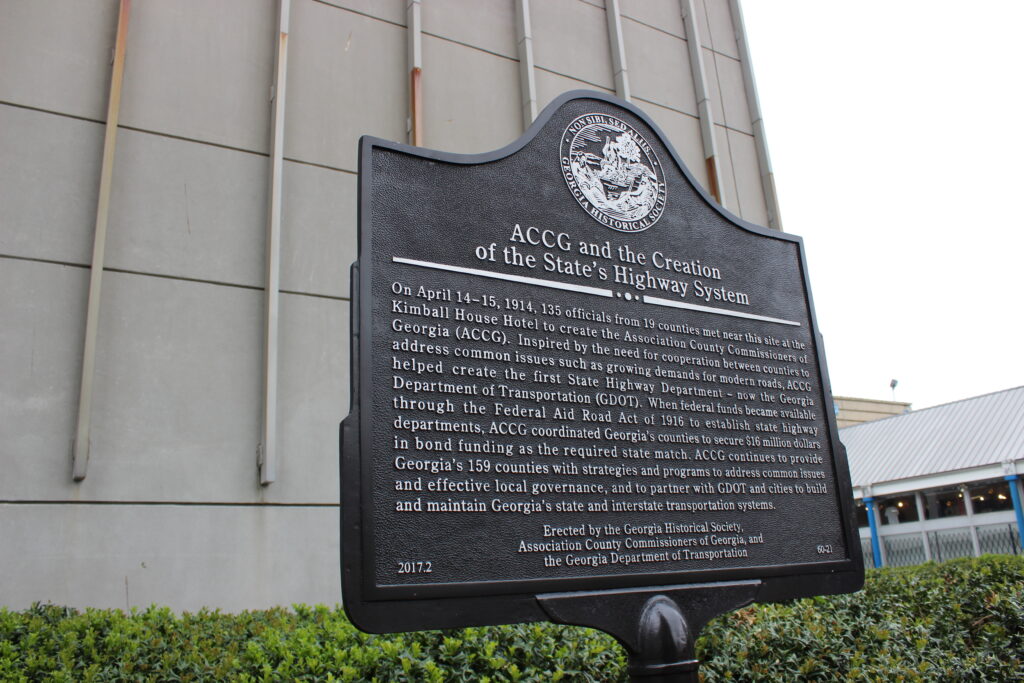 NON SIBI, SED ALIIS.
GEORGIA HISTORICAL SOCIETY
ACCG and the Creation
of the State's Highway System
On April 14–15, 1914, 135 officials from 19 counties met near this site at the
Kimball House Hotel to create the Association County Commissioners of
Georgia (ACCG). Inspired by the need for cooperation between counties to
address common issues such as growing demands for modern roads, ACCG
helped create the first State Highway Department – now the Georgia
Department of Transportation (GDOT). When federal funds became available
through the Federal Aid Road Act of 1916 to establish state highway
departments, ACCG coordinated Georgia's counties to secure $16 million dollars
in bond funding as the required state match. ACCG continues to provide
Georgia's 159 counties with strategies and programs to address common issues
and effective local governance, and to partner with GDOT and cities to build
and maintain Georgia's state and interstate transportation systems.
Erected by the Georgia Historical Society,
Association County Commissioners of Georgia, and
the Georgia Department of Transportation
2017.2
60-21